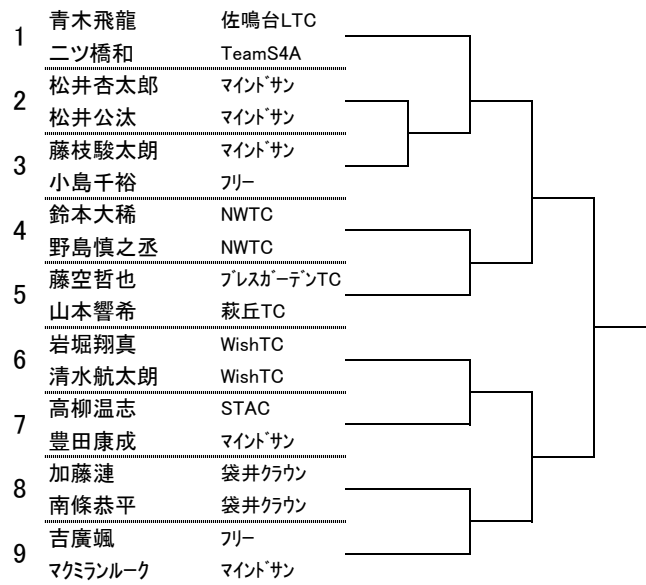 1 青木飛龍 佐鳴台LTC
二ツ橋和 TeamS4A
2 松井杏太郎 マインドサン
松井公汰 マインドサン
3 藤枝駿太朗 マインドサン
小島千裕 フリー
4 鈴本大稀 NWTC
野島慎之丞 NWTC
5 藤空哲也 ブレスガーデンTC
山本響希 萩丘TC
6 岩堀翔真 WishTC
清水航太朗 WishTC
7 高柳温志 STAC
豊田康成 マインドサン
8 加藤漣 袋井クラウン
南條恭平 袋井クラウン
9 吉廣颯 フリー
マクミランルーク マインドサン